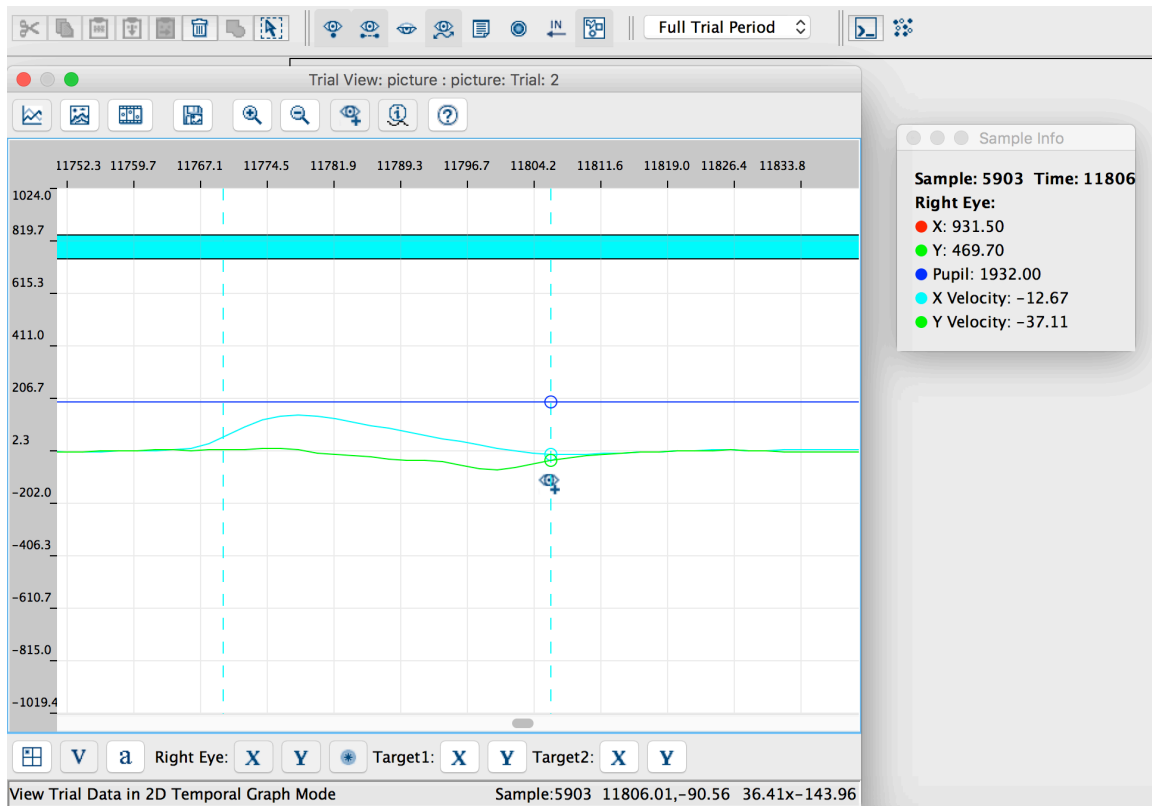 IN
Full Trial Period
Trial View: picture : picture: Trial: 2
11752.3 11759.7 11767.1 11774.5 11781.9 11789.3 11796.7 11804.2 11811.6 11819.0 11826.4 11833.8
1024.0
819.7
615.3
411.0
206.7
2.3
-202.0
-406.3
-610.7
-815.0
-1019.4
Sample Info
Sample: 5903 Time: 11806
Right Eye:
X: 931.50
Y: 469.70
Pupil: 1932.00
X Velocity: -12.67
Y Velocity: -37.11
V a Right Eye: X Y Target1: X Y Target2: X Y
View Trial Data in 2D Temporal Graph Mode Sample:5903 11806.01,-90.56 36.41x-143.96